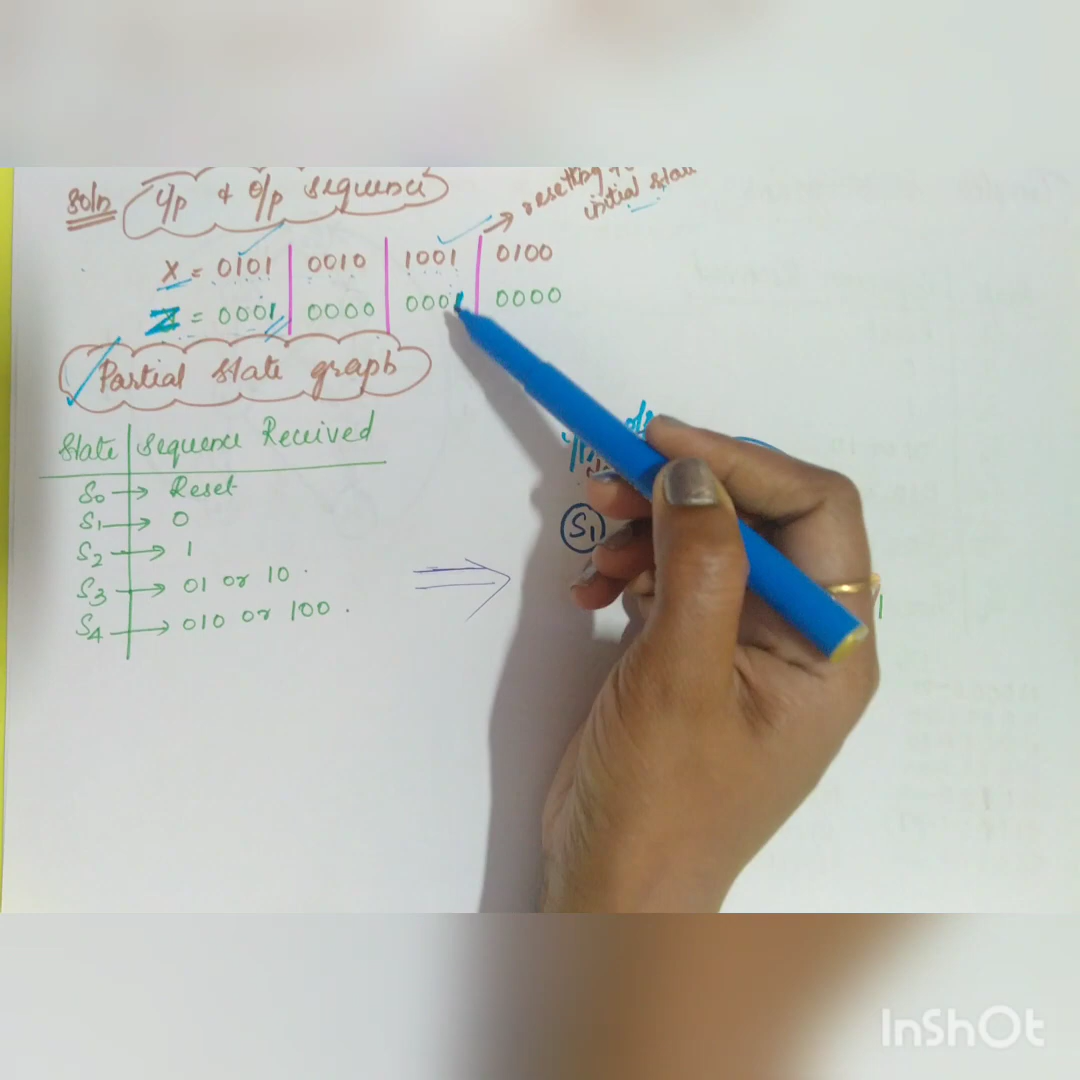 Soln I/p & O/p sequence
resetting to
initial state
X = 0101 0010 1001 0100
Z = 0001 0000 0001 0000
Partial state graph
State Sequence Received
S0 → Reset
S1 → 0
S2 → 1
S3 → 01 or 10
S4 → 010 or 100
S1
1
InShOt